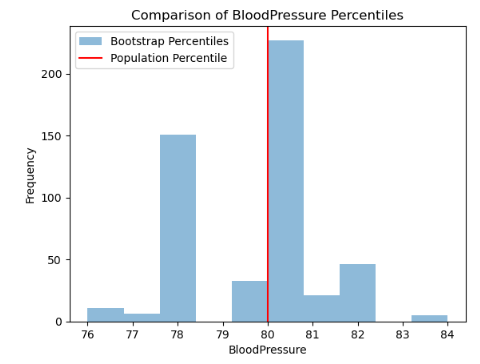 Comparison of BloodPressure Percentiles
Bootstrap Percentiles
Population Percentile
200
150
100
50
0
Frequency
76 77 78 79 80 81 82 83 84
BloodPressure